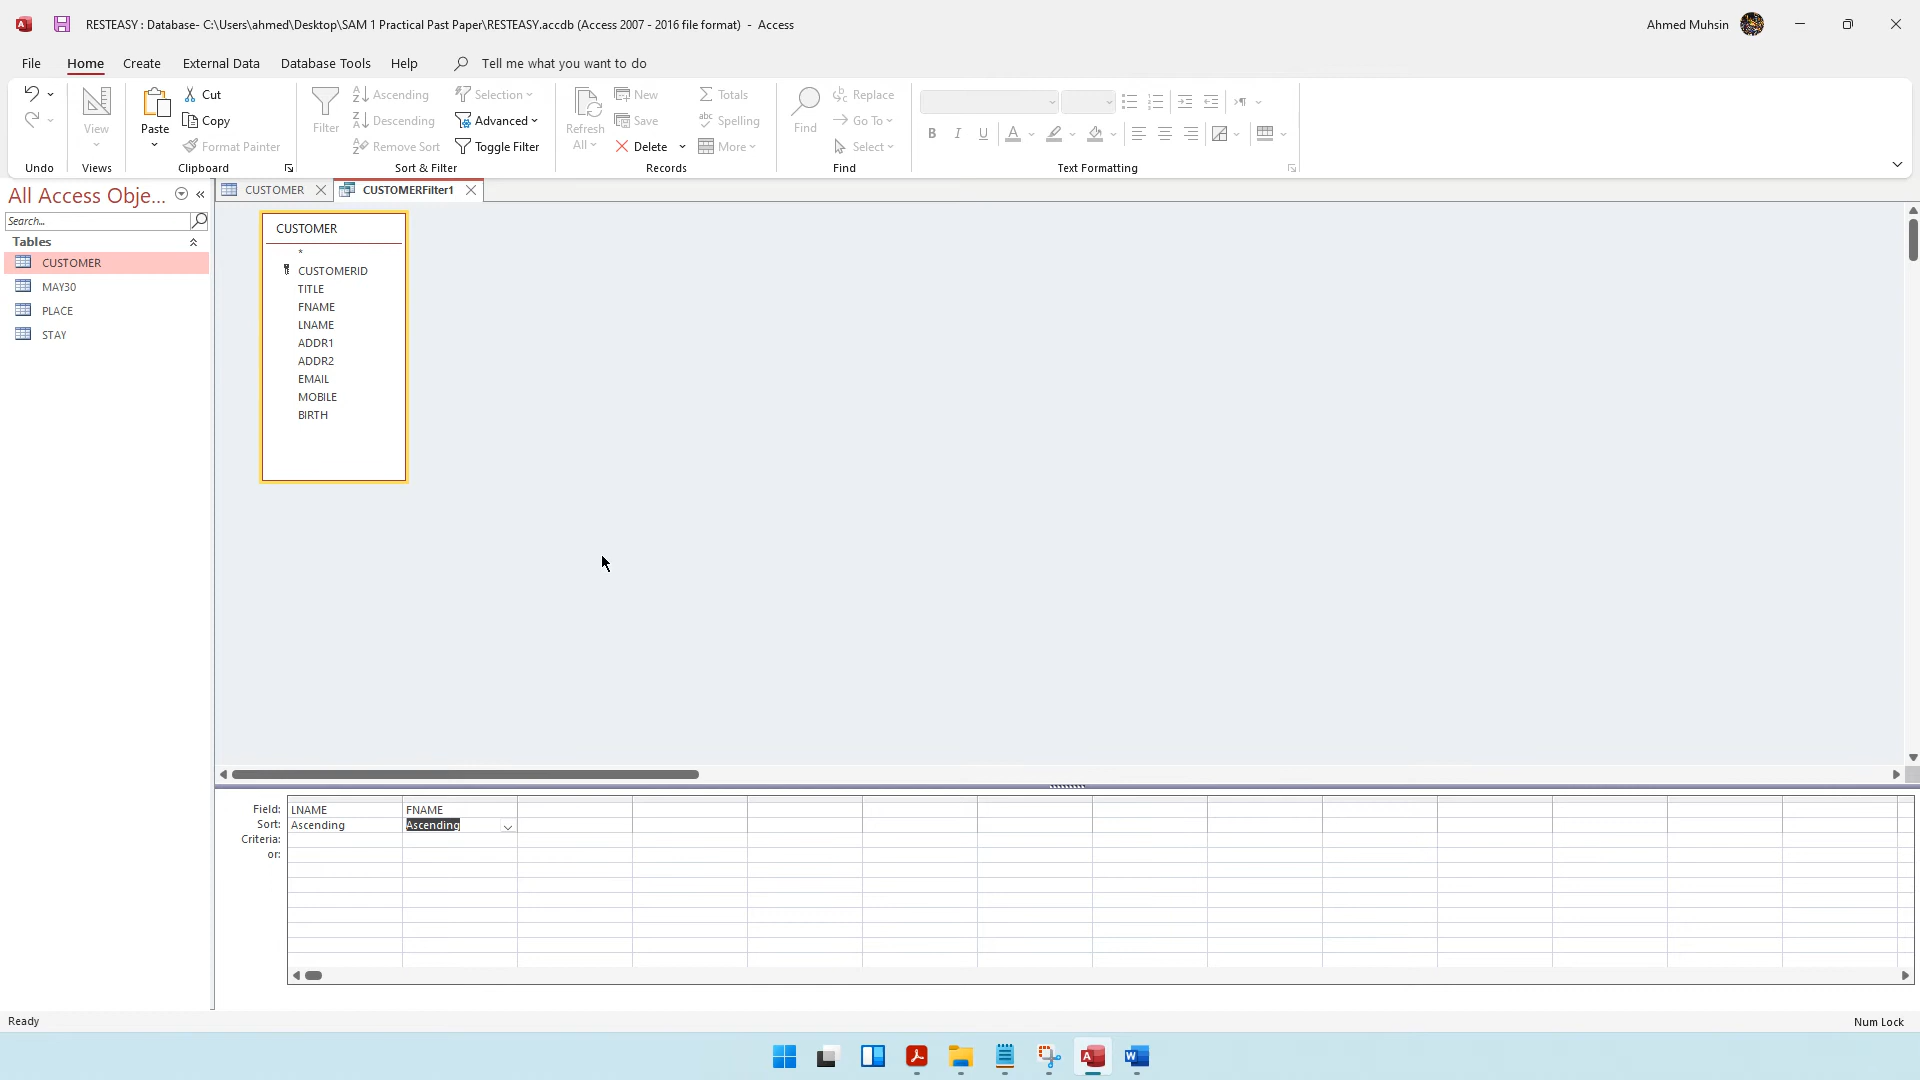 RESTEASY : Database- C:\Users\ahmed\Desktop\SAM 1 Practical Past Paper\RESTEASY.accdb (Access 2007 - 2016 file format) - Access
Ahmed Muhsin
File Home Create External Data Database Tools Help Tell me what you want to do
View
Paste
Cut
Copy
Format Painter
Filter
Ascending
Descending
Remove Sort
Selection
Advanced
Toggle Filter
Refresh
All
New
Save
Delete
Totals
Spelling
More
Find
Replace
Go To
Select
B I U A
Undo Views Clipboard Sort & Filter Records Find Text Formatting
All Access Obje...
Search...
Tables
CUSTOMER
MAY30
PLACE
STAY
CUSTOMER
CUSTOMERFilter1
CUSTOMER
*
CUSTOMERID
TITLE
FNAME
LNAME
ADDR1
ADDR2
EMAIL
MOBILE
BIRTH
Field: LNAME FNAME
Sort: Ascending Ascending
Criteria:
or:
Ready
Num Lock